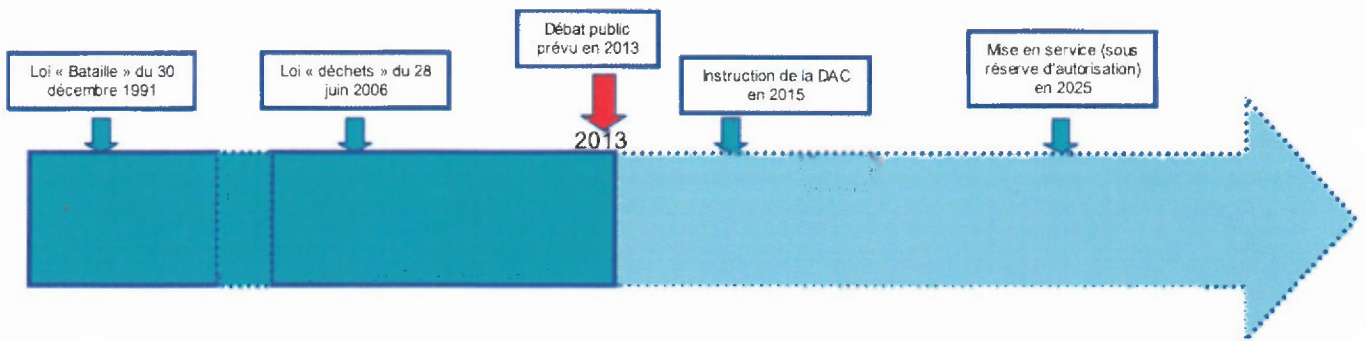 Loi « Bataille » du 30
décembre 1991
Loi « déchets » du 28
juin 2006
Débat public
prévu en 2013
2013
Instruction de la DAC
en 2015
Mise en service (sous
réserve d'autorisation)
en 2025